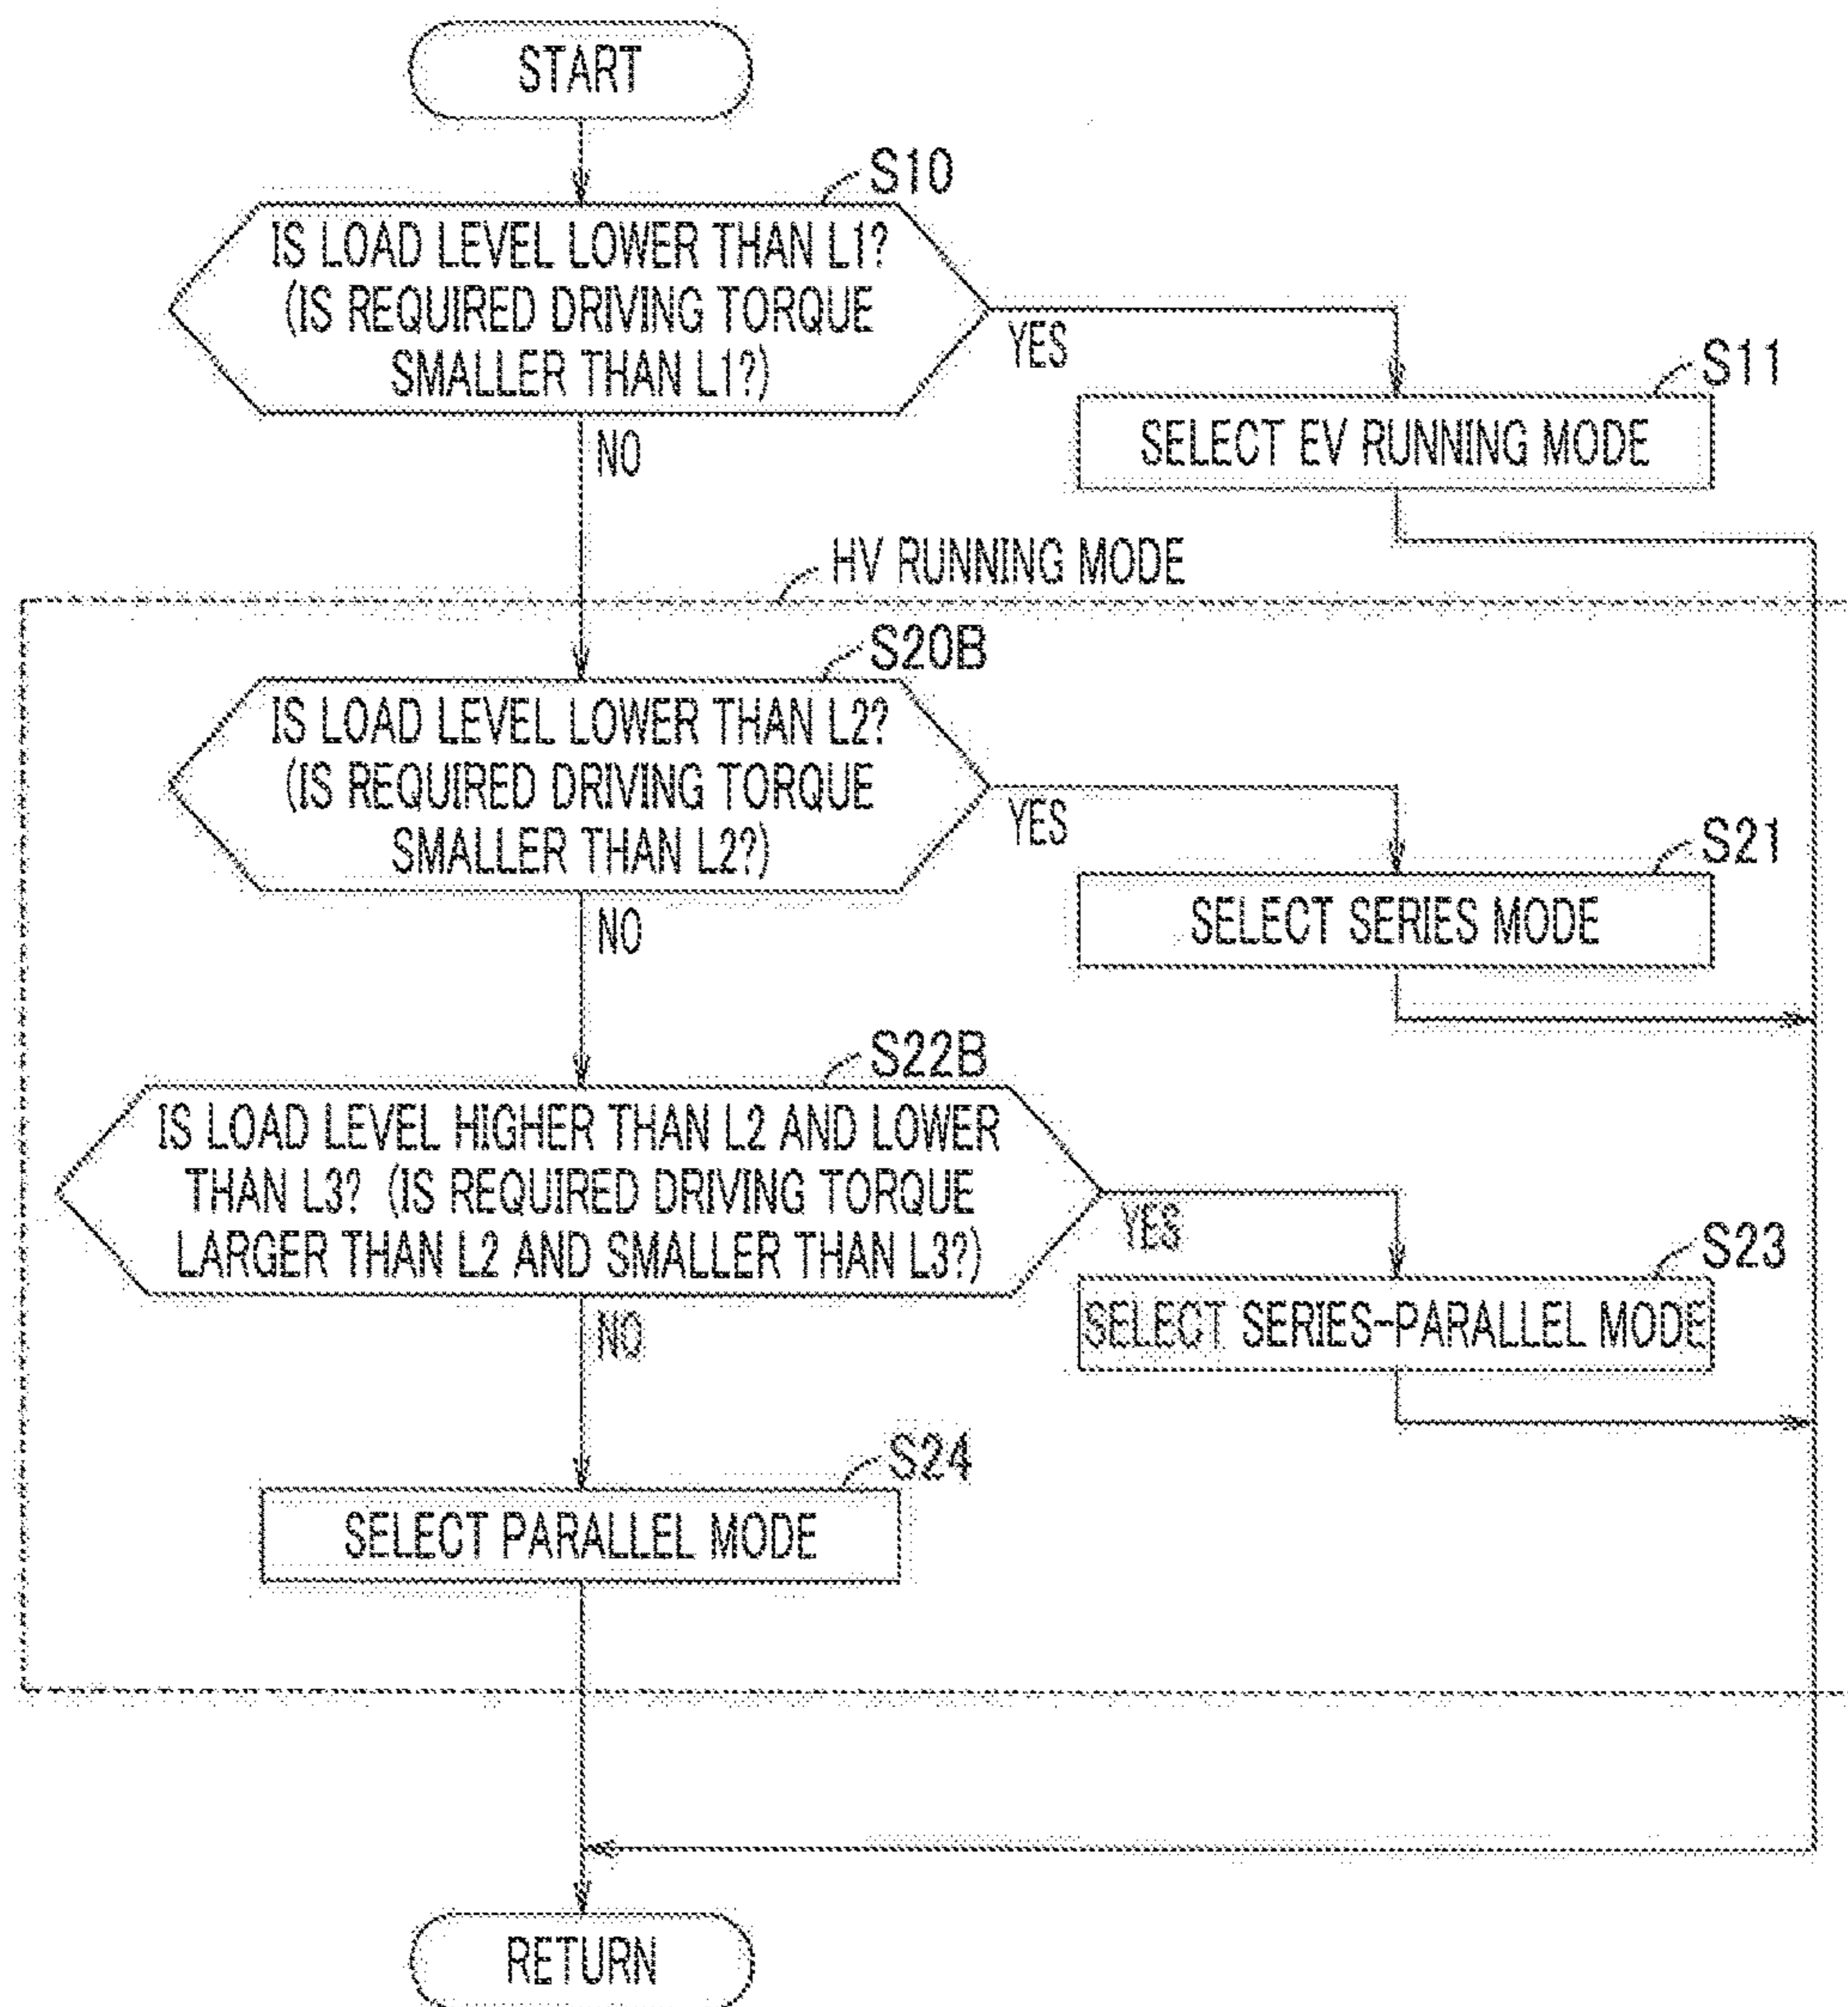 START
S10
IS LOAD LEVEL LOWER THAN L1?
(IS REQUIRED DRIVING TORQUE
SMALLER THAN L1?)
YES
NO
S11
SELECT EV RUNNING MODE
HV RUNNING MODE
S20B
IS LOAD LEVEL LOWER THAN L2?
(IS REQUIRED DRIVING TORQUE
SMALLER THAN L2?)
YES
NO
S21
SELECT SERIES MODE
S22B
IS LOAD LEVEL HIGHER THAN L2 AND LOWER
THAN L3? (IS REQUIRED DRIVING TORQUE
LARGER THAN L2 AND SMALLER THAN L3?)
YES
NO
S23
SELECT SERIES-PARALLEL MODE
S24
SELECT PARALLEL MODE
RETURN